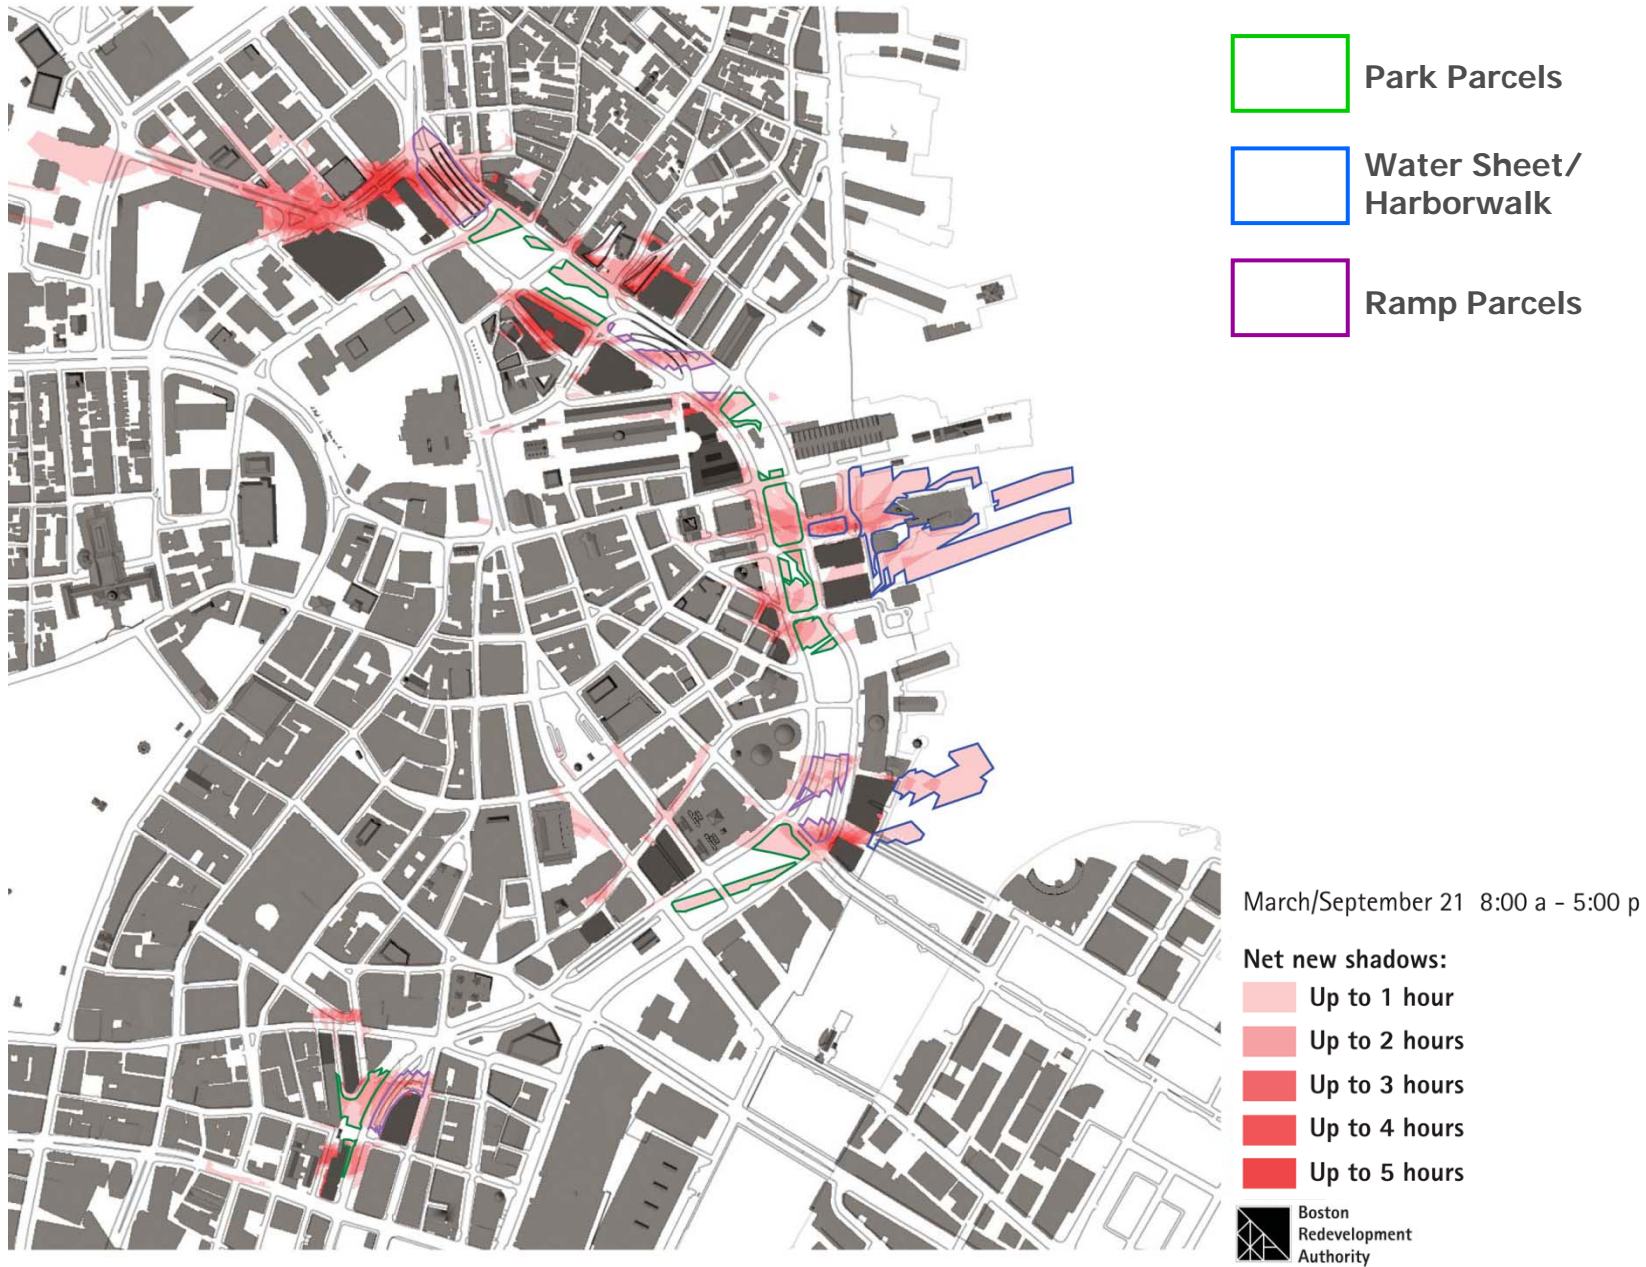 Park Parcels
Water Sheet/
Harborwalk
Ramp Parcels
March/September 21 8:00 a - 5:00 p
Net new shadows:
Up to 1 hour
Up to 2 hours
Up to 3 hours
Up to 4 hours
Up to 5 hours
Boston
Redevelopment
Authority